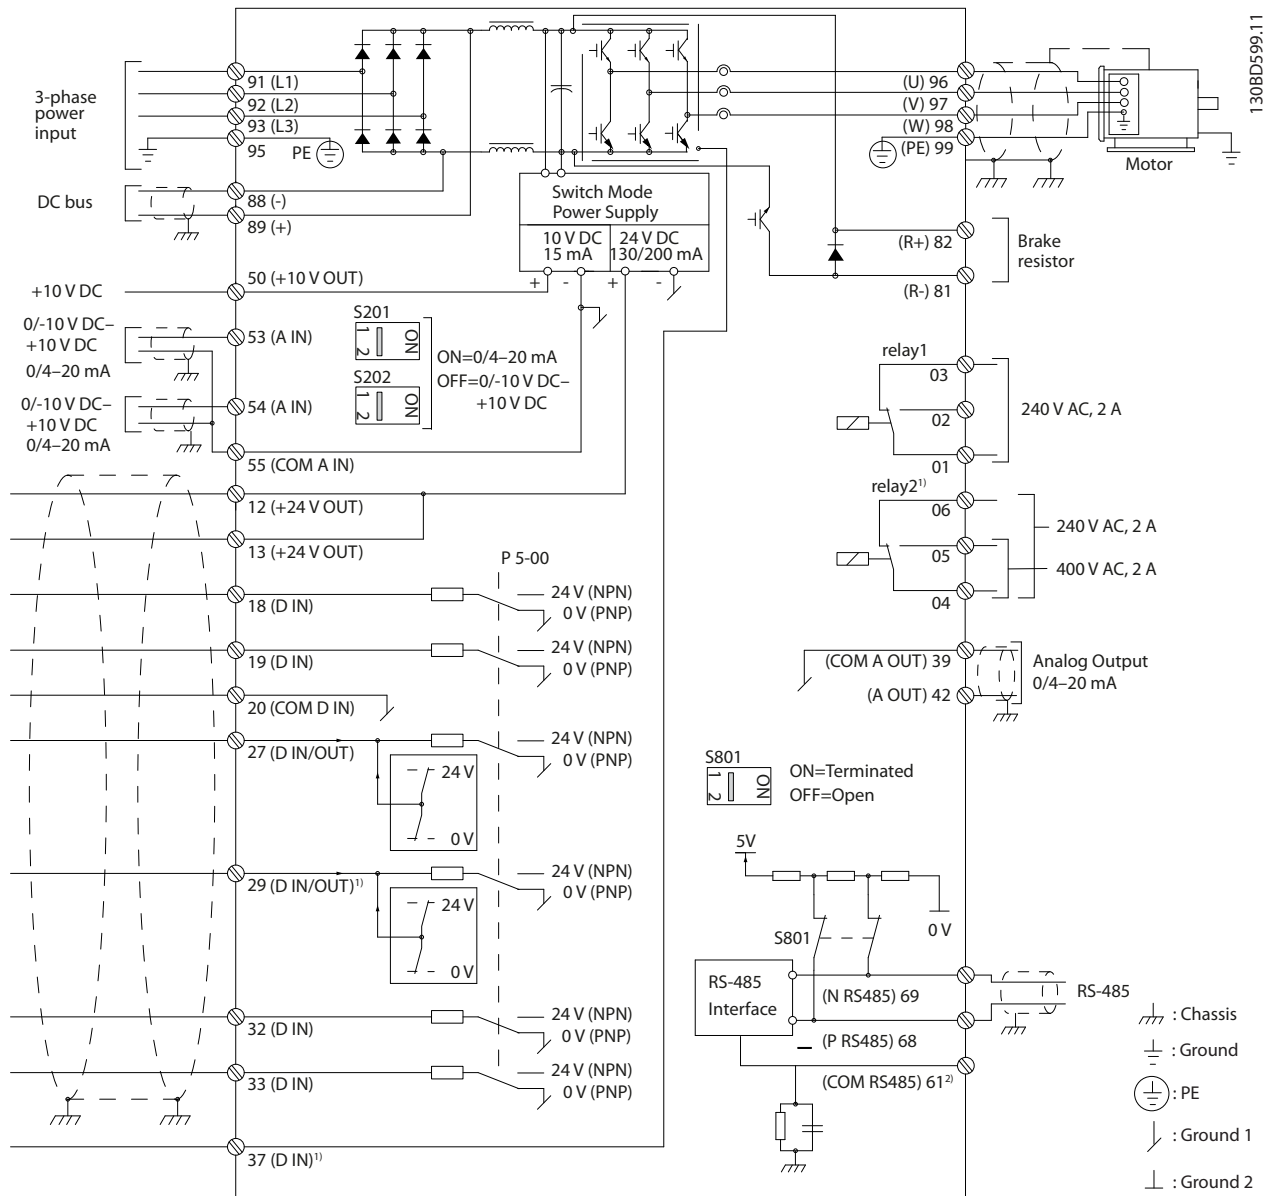 130BD599.11
3-phase
power
input
91 (L1)
92 (L2)
93 (L3)
95
PE
(U) 96
(V) 97
(W) 98
(PE) 99
Motor
DC bus
88 (-)
89 (+)
Switch Mode
Power Supply
10 V DC
15 mA
24 V DC
130/200 mA
+ - + -
(R+) 82
(R-) 81
Brake
resistor
+10 V DC
50 (+10 V OUT)
0/-10 V DC–
+10 V DC
0/4–20 mA
53 (A IN)
0/-10 V DC–
+10 V DC
0/4–20 mA
54 (A IN)
55 (COM A IN)
S201
1 2
ON
S202
1 2
ON
ON=0/4–20 mA
OFF=0/-10 V DC–
+10 V DC
relay1
03
02
01
240 V AC, 2 A
relay2¹⁾
06
05
04
240 V AC, 2 A
400 V AC, 2 A
12 (+24 V OUT)
13 (+24 V OUT)
P 5-00
18 (D IN)
24 V (NPN)
0 V (PNP)
19 (D IN)
24 V (NPN)
0 V (PNP)
20 (COM D IN)
27 (D IN/OUT)
24 V (NPN)
0 V (PNP)
24 V
0 V
29 (D IN/OUT)¹⁾
24 V (NPN)
0 V (PNP)
24 V
0 V
32 (D IN)
24 V (NPN)
0 V (PNP)
33 (D IN)
24 V (NPN)
0 V (PNP)
37 (D IN)¹⁾
(COM A OUT) 39
(A OUT) 42
Analog Output
0/4–20 mA
S801
1 2
ON
ON=Terminated
OFF=Open
5V
0 V
S801
RS-485
Interface
(N RS485) 69
(P RS485) 68
(COM RS485) 61²⁾
RS-485
: Chassis
: Ground
: PE
: Ground 1
: Ground 2